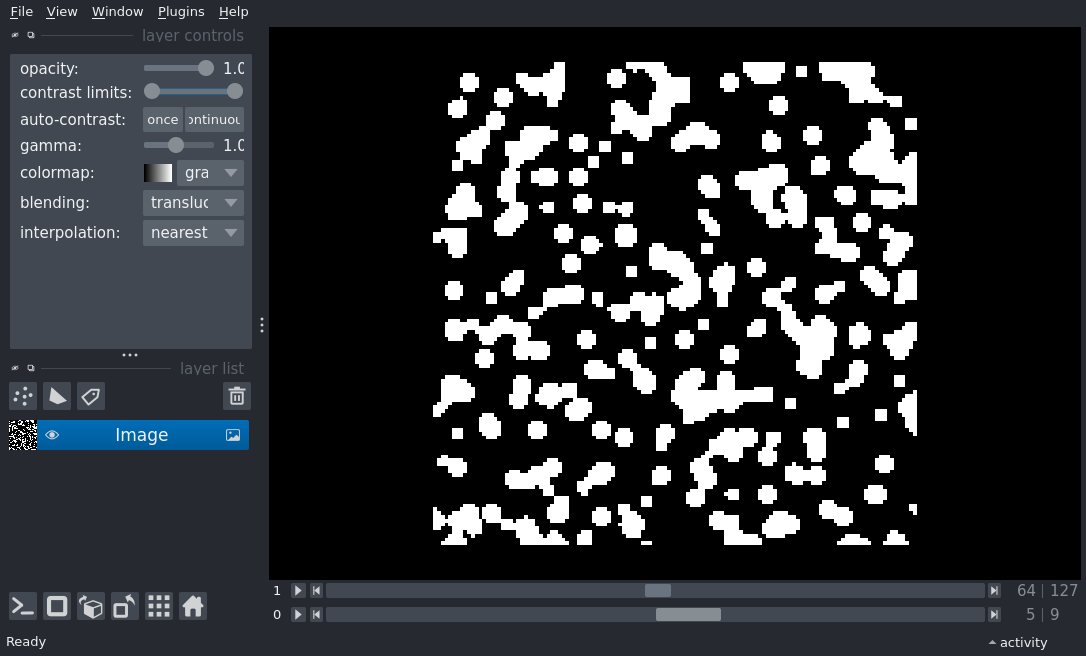 File View Window Plugins Help
layer controls
opacity: 1.0
contrast limits:
auto-contrast: once ontinuou
gamma: 1.0
colormap: gra
blending: transluc
interpolation: nearest
layer list
Image
1 64 | 127
0 5 | 9
Ready activity